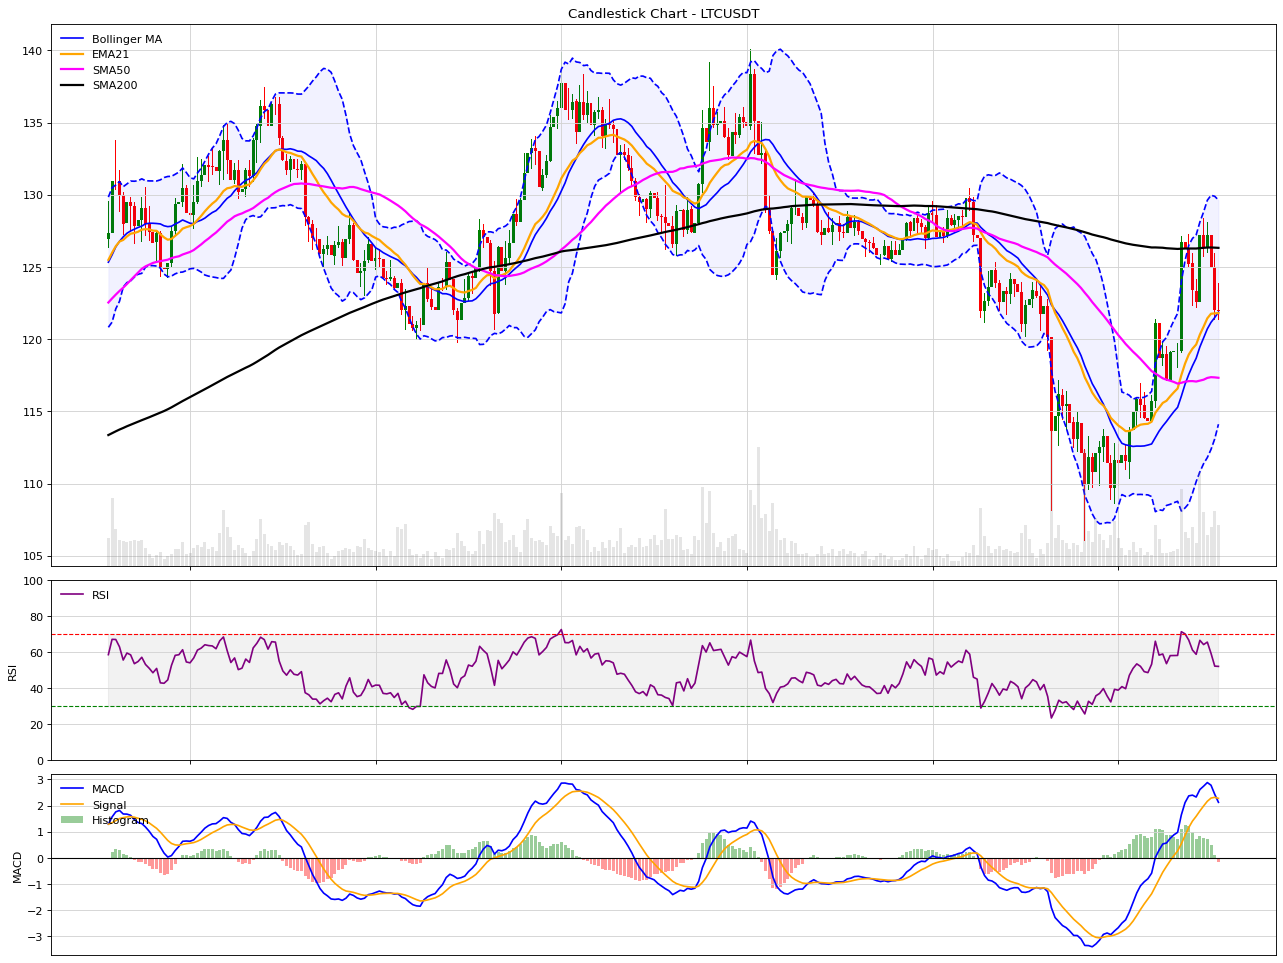 Candlestick Chart - LTCUSDT
Bollinger MA
EMA21
SMA50
SMA200
140
135
130
125
120
115
110
105
RSI
100
80
60
40
20
0
RSI
MACD
Signal
Histogram
3
2
1
0
−1
−2
−3
MACD